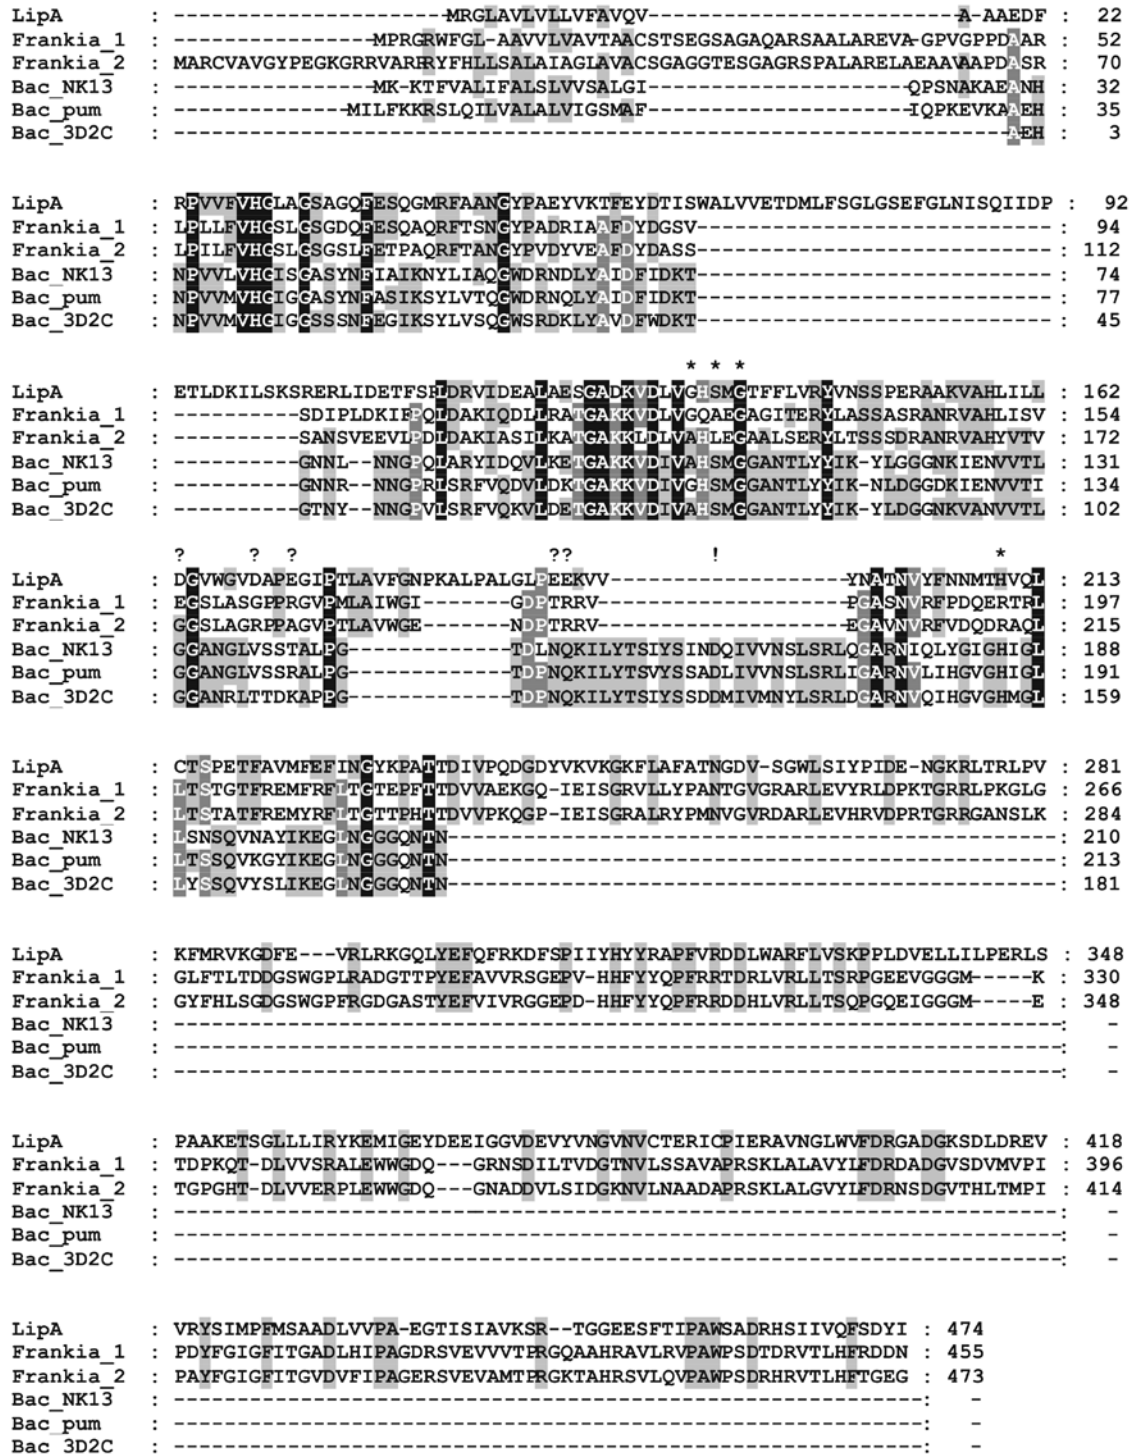 LipA : ----------------------MRGLAVLVLLVFAVQV-------------------------A-AAEDF : 22
Frankia_1 : ----------------MPRGRWFGL-AAVVLVAVTAACSTSEGSAGAQARSAALAREVA-GPVGPPDAAR : 52
Frankia_2 : MARCVAVGYPEGKGRRVARRRYFHLLSALAIAGLAVACSGAGGTESGAGRSPALARELAEAAVAAPDASR : 70
Bac_NK13 : ----------------MK-KTFVALIFALSLVVSALGI---------------------QPSNAKAEANH : 32
Bac_pum : --------------MILFKKRSLQILVALALVIGSMAF---------------------IQPKEVKAAEH : 35
Bac_3D2C : -------------------------------------------------------------------AEH : 3
LipA : RPVVFVHGLAGSAGQFESQGMRFAANGYPAEYVKTFEYDTISWALVVETDMLFSGLGSEFGLNISQIIDP : 92
Frankia_1 : LPLLFVHGSLGSGDQFESQAQRFTSNGYPADRIAAFDYDGSV---------------------------- : 94
Frankia_2 : LPILFVHGLSGSGSLFETPAQRFTANGYPVDYVEAFDYDASV---------------------------- : 112
Bac_NK13 : NPVVLVHGISGASYNFIAIKNYLIAQGWDRNDLYAIDFIDKT---------------------------- : 74
Bac_pum : NPVVMVHGIGGASYNFASIKSYLVTQGWDRNQLYAIDFIDKT---------------------------- : 77
Bac_3D2C : NPVVMVHGIGGSSSNFEGIKSYLVSQGWSRDKLYAVDFWDKT---------------------------- : 45
* * *
LipA : ETLDKILSKSRERLIDETFSPLDRVIDEALAESGADKVDLVGHSMGTFFLVRYVNSSPERAAKVAHLILL : 162
Frankia_1 : ----------SDIPLDKIFPQLDAKIQDLLRATGAKKVDLVGQAEGAGITERYLASSASRANRVAHLISV : 154
Frankia_2 : ----------SANSVEEVLPDLDAKIASILKATGAKKLDLVAHLEGAALSERYLTSSSDRANRVAHYVTV : 172
Bac_NK13 : ----------GNNL--NNGPQLARYIDQVLKETGAKKVDIVAHSMGGANTLYYIK-YLGGGNKIENVVTL : 131
Bac_pum : ----------GNNR--NNGPRLSRFVQDVLDKTGAKKVDIVGHSMGGANTLYYIK-NLDGGDKIENVVTI : 134
Bac_3D2C : ----------GTNY--NNGPVLSRFVQKVLDETGAKKVDIVAHSMGGANTLYYIK-YLDGGNKVANVVTL : 102
? ? ? ?? ! *
LipA : DGVWGVDAPEGIPTLAVFGNPKALPALGLPEEKVV-------------------YNATNVYFNNMTHVQL : 213
Frankia_1 : EGSLASGPPRGVPMLAIWGI-------GDPTRRV--------------------PGASNVRFPDQERTRL : 197
Frankia_2 : GGSLAGRPPAGVPTLAVWGE-------NDPTRRV--------------------EGAVNVRFVDQDRAQL : 215
Bac_NK13 : GGANGLVSSTALPG-------------TDLNQKILYTSIYSINDQIVVNSLSRLQGARNIQLYGIGHIGL : 188
Bac_pum : GGANGLVSSRALPG-------------TDPNQKILYTSVYSSADLIVVNSLSRLIGARNVLIHGVGHIGL : 191
Bac_3D2C : GGANRLTTDKAPPG-------------TDPNQKILYTSIYSSDDMIVMNYLSRLDGARNVQIHGVGHMGL : 159
LipA : CTSPETFAVMFEFINGYKPATTDIVPQDGDYVKVKGKFLAFATNGDV-SGWLSIYPIDE-NGKRLTRLPV : 281
Frankia_1 : LTSTGTFREMFRFLTGTEPFTTDVVAEKGQ-IEISGRVLLYPANTGVGRARLEVYRLDPKTGRRLPKGLG : 266
Frankia_2 : LTSTATFREMYRFLTGTTPHTTDVVPKQGP-IEISGRALRYPMNVGVRDARLEVHRVDPRTGRRGANSLK : 284
Bac_NK13 : LSNSQVNAYIKEGLNGGGQNTN------------------------------------------------ : 210
Bac_pum : LTSSQVKGYIKEGLNGGGQNTN------------------------------------------------ : 213
Bac_3D2C : LYSSQVYSLIKEGLNGGGQNTN------------------------------------------------ : 181
LipA : KFMRVKGDFE---VRLRKGQLYEFQFRKDFSPIIYHYYRAPFVRDDLWARFLVSKPPLDVELLILPERLS : 348
Frankia_1 : GLFTLTDDGSWGPLRADGTTPYEFAVVRSGEPV-HHFYYQPFRRTDRLVRLLTSRPGEEVGGGM-----K : 330
Frankia_2 : GYFHLSGDGSWGPFRGDGASTYEFVIVRGGEPD-HHFYYQPFRRDDHLVRLLTSQPGQEIGGGM-----E : 348
Bac_NK13 : ----------------------------------------------------------------------: -
Bac_pum : ----------------------------------------------------------------------: -
Bac_3D2C : ----------------------------------------------------------------------: -
LipA : PAAKETSGLLLLIRYKEMIGEYDEEIGGVDEVYVNGVNVCTERICPIERAVNGLWVFDRGADGKSDLDREV : 418
Frankia_1 : TDPKQT-DLVVSRALEWWGDQ---GRNSDILTVDGTNVLSSAVAPRSKLALAVYLFDRDADGVSDVMVPI : 396
Frankia_2 : TGPGHT-DLVVERPLEWWGDQ---GNADDVLSIDGKNVLNAADAPRSKLALGVYLFDRNSDGVTHLTMPI : 414
Bac_NK13 : ----------------------------------------------------------------------: -
Bac_pum : ----------------------------------------------------------------------: -
Bac_3D2C : ----------------------------------------------------------------------: -
LipA : VRYSIMPFMSAADLVVPA-EGTISIAVKSR--TGGEESFTIPAWSADRHSIIVQFSDYI : 474
Frankia_1 : PDYFGIGFITGADLHIPAGDRSVEVVVTPRGQAAHRAVLRVPAWPSDTDRVTLHFRDDN : 455
Frankia_2 : PAYFGIGFITGVDVFIPAGERSVEVAMTPRGKTAHRSVLQVPAWPSDRHRVTLHFTGEG : 473
Bac_NK13 : -----------------------------------------------------------: -
Bac_pum : -----------------------------------------------------------: -
Bac_3D2C : -----------------------------------------------------------: -